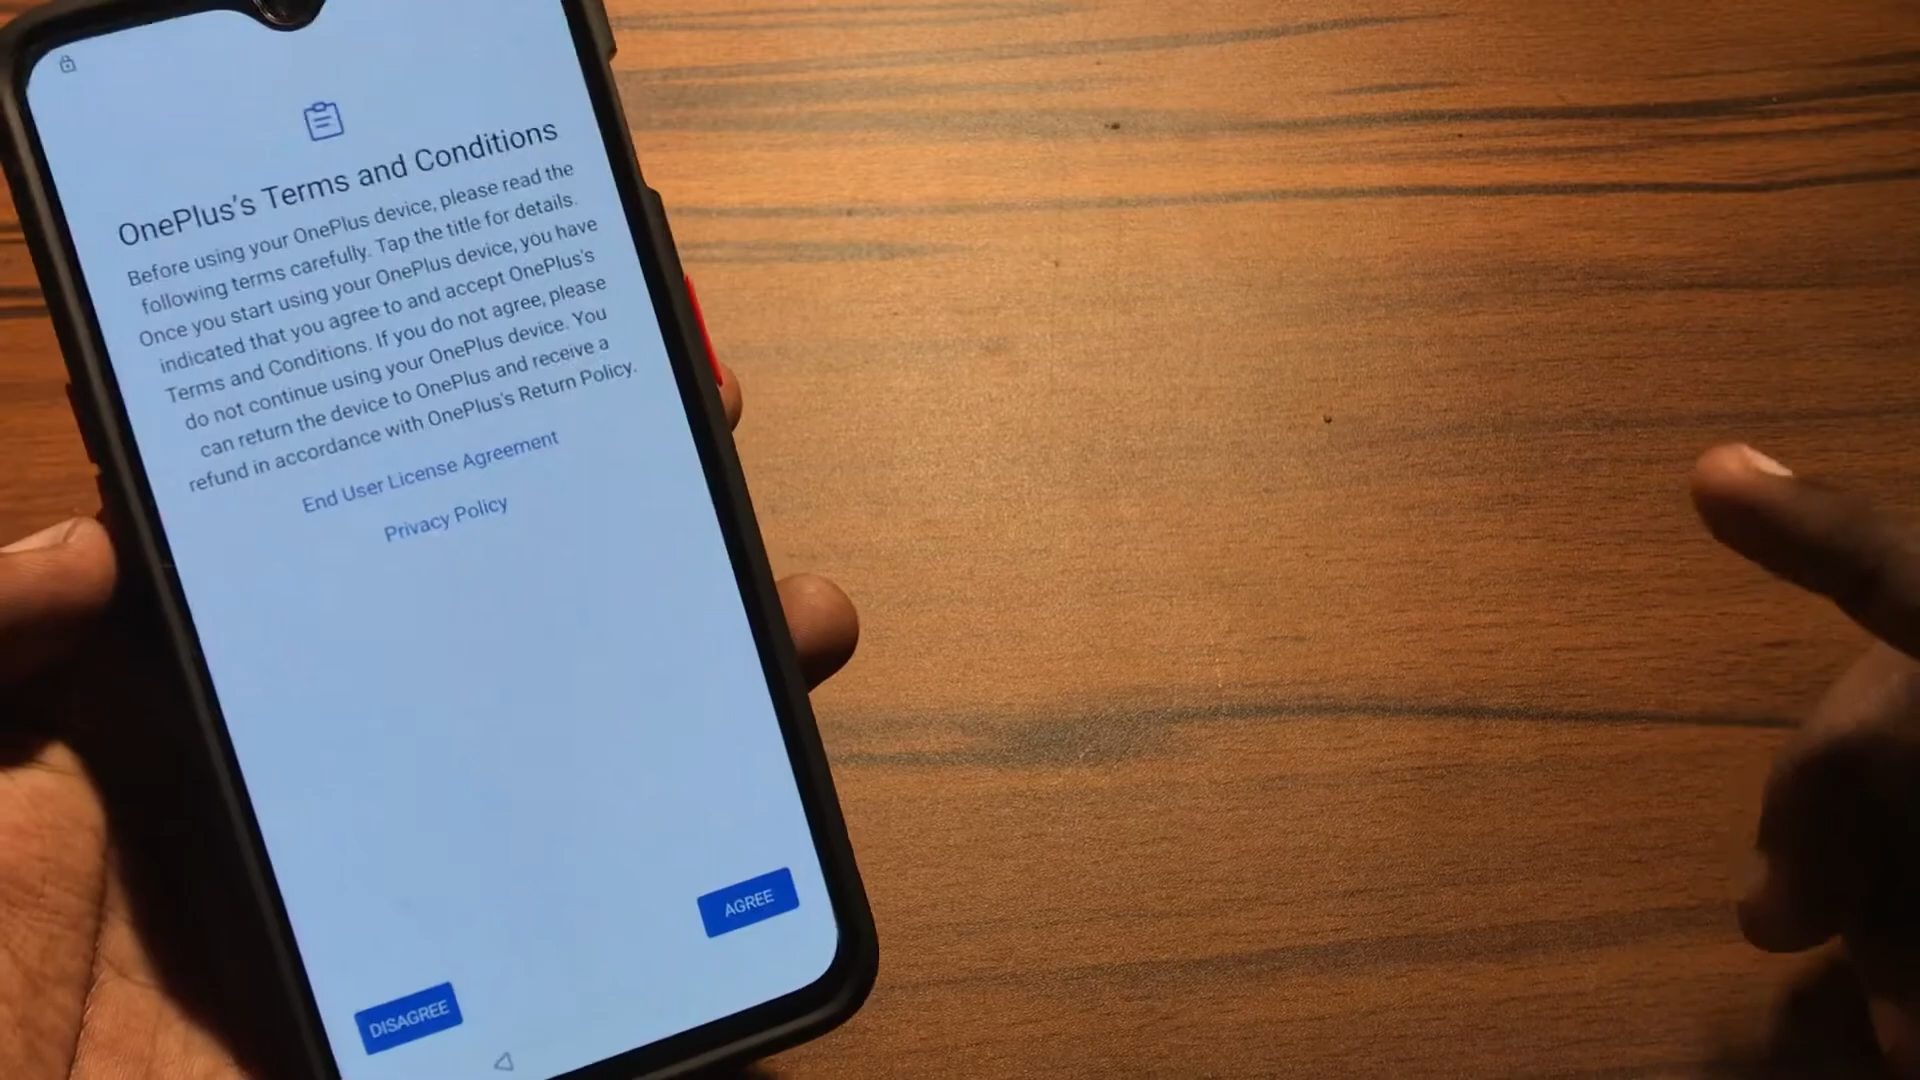 OnePlus's Terms and Conditions
Before using your OnePlus device, please read the
following terms carefully. Tap the title for details.
Once you start using your OnePlus device, you have
indicated that you agree to and accept OnePlus's
Terms and Conditions. If you do not agree, please
do not continue using your OnePlus device. You
can return the device to OnePlus and receive a
refund in accordance with OnePlus's Return Policy.
End User License Agreement
Privacy Policy
AGREE
DISAGREE